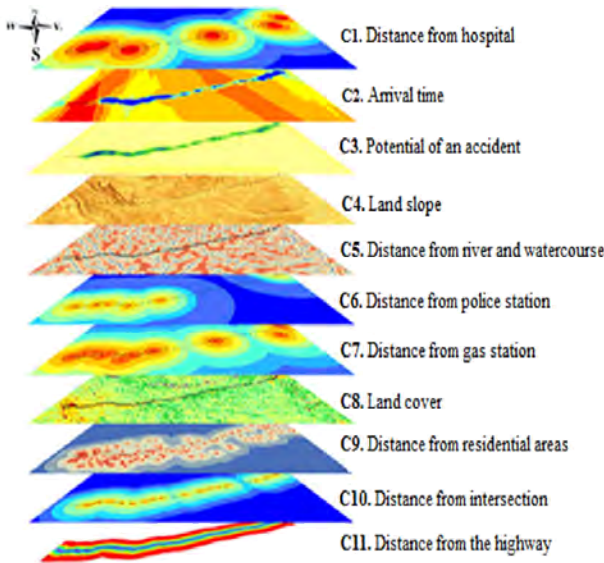 C1. Distance from hospital
C2. Arrival time
C3. Potential of an accident
C4. Land slope
C5. Distance from river and watercourse
C6. Distance from police station
C7. Distance from gas station
C8. Land cover
C9. Distance from residential areas
C10. Distance from intersection
C11. Distance from the highway
W
S